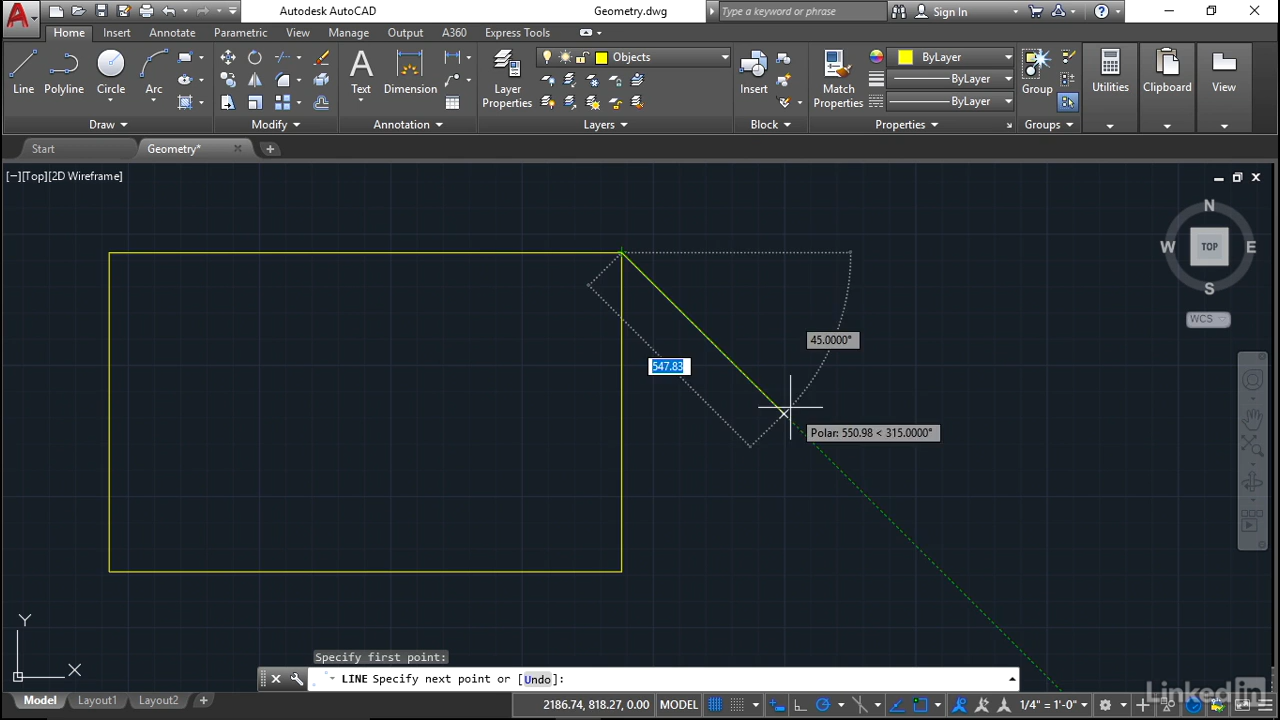 Autodesk AutoCAD
Geometry.dwg
Type a keyword or phrase
Sign In
Home
Insert
Annotate
Parametric
View
Manage
Output
A360
Express Tools
Line
Polyline
Circle
Arc
Draw
Modify
Text
Dimension
Annotation
Layer
Properties
Objects
Layers
Insert
Block
Match
Properties
ByLayer
ByLayer
ByLayer
Properties
Group
Groups
Utilities
Clipboard
View
Start
Geometry*
[−][Top][2D Wireframe]
N
W
TOP
E
S
WCS
45.0000°
547.83
Polar: 550.98 < 315.0000°
Y
X
Specify first point:
LINE Specify next point or [Undo]:
Model
Layout1
Layout2
2186.74, 818.27, 0.00
MODEL
1/4" = 1'-0"
Linked in